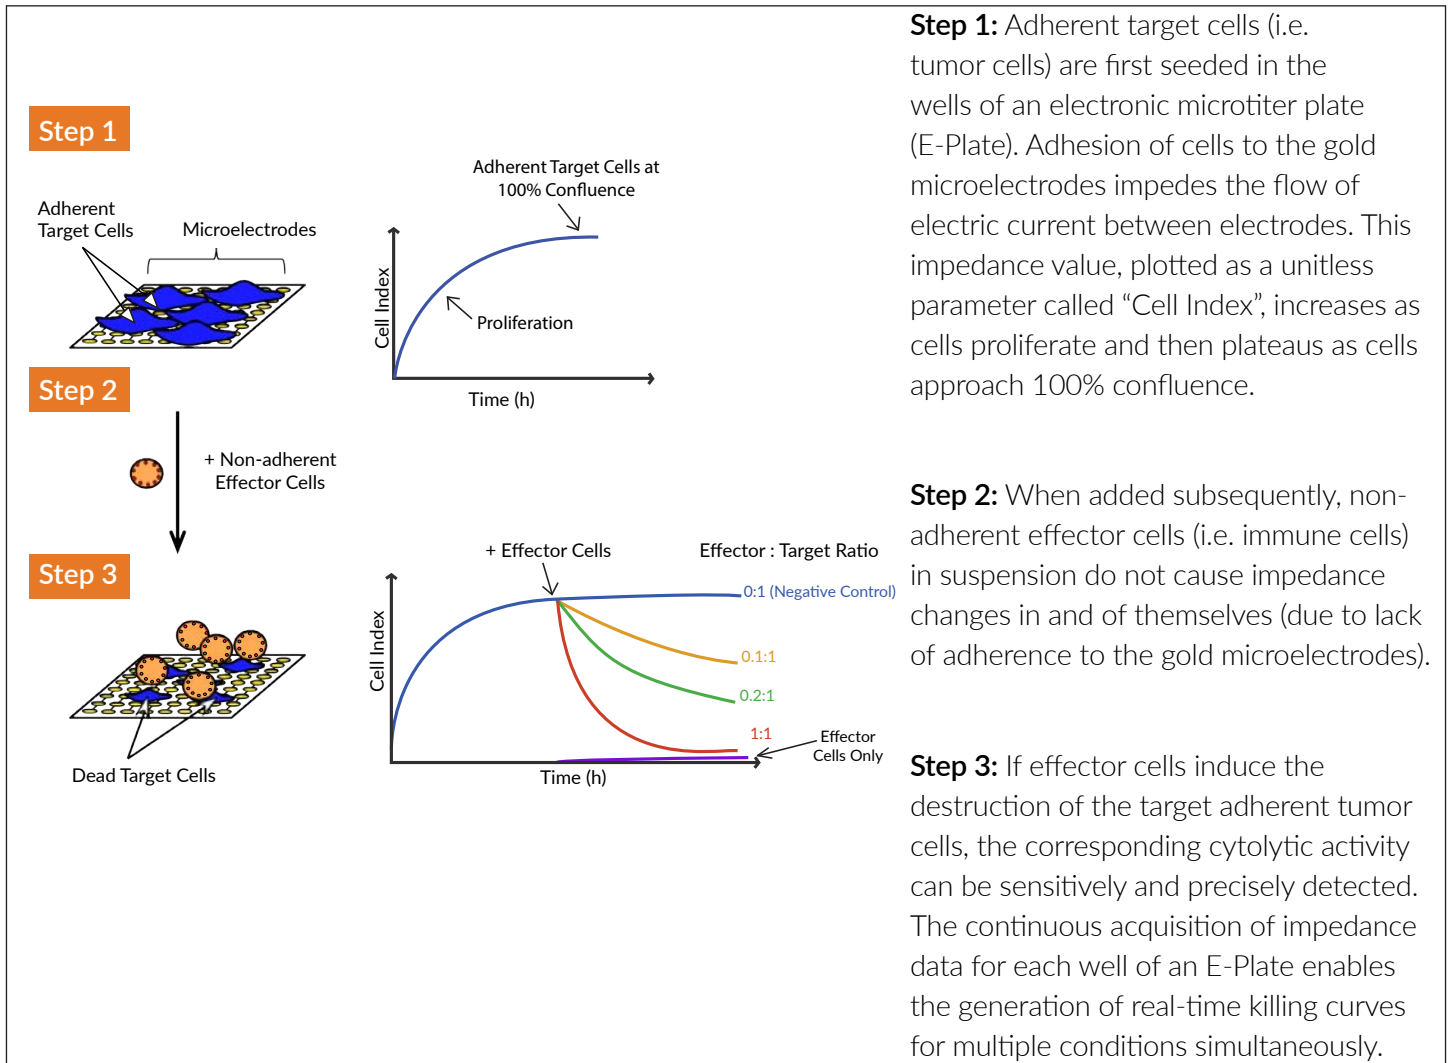 Step 1
Adherent
Target Cells
Microelectrodes
Adherent Target Cells at
100% Confluence
Proliferation
Cell Index
Time (h)
Step 2
+ Non-adherent
Effector Cells
Step 3
Dead Target Cells
+ Effector Cells
Effector : Target Ratio
0:1 (Negative Control)
0.1:1
0.2:1
1:1
Effector
Cells Only
Cell Index
Time (h)
Step 1: Adherent target cells (i.e.
tumor cells) are first seeded in the
wells of an electronic microtiter plate
(E-Plate). Adhesion of cells to the gold
microelectrodes impedes the flow of
electric current between electrodes. This
impedance value, plotted as a unitless
parameter called “Cell Index”, increases as
cells proliferate and then plateaus as cells
approach 100% confluence.
Step 2: When added subsequently, non-
adherent effector cells (i.e. immune cells)
in suspension do not cause impedance
changes in and of themselves (due to lack
of adherence to the gold microelectrodes).
Step 3: If effector cells induce the
destruction of the target adherent tumor
cells, the corresponding cytolytic activity
can be sensitively and precisely detected.
The continuous acquisition of impedance
data for each well of an E-Plate enables
the generation of real-time killing curves
for multiple conditions simultaneously.